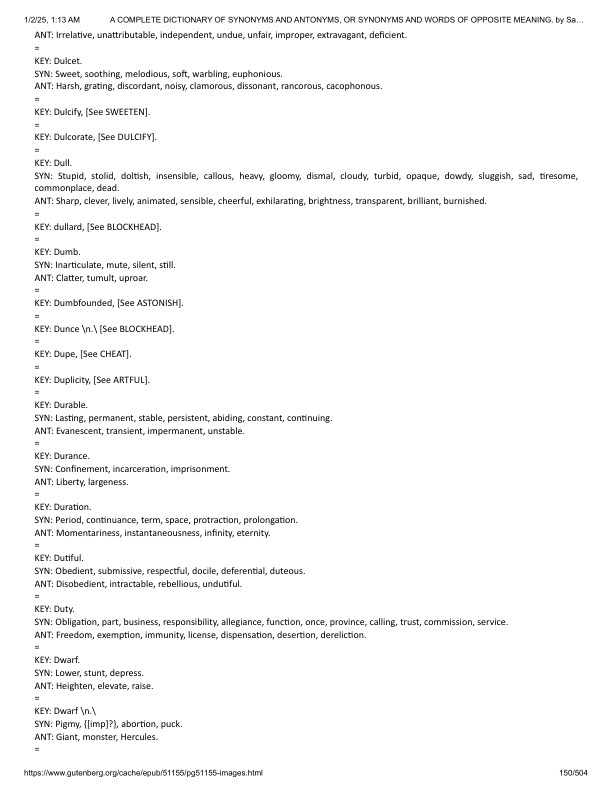 1/2/25, 1:13 AM A COMPLETE DICTIONARY OF SYNONYMS AND ANTONYMS, OR SYNONYMS AND WORDS OF OPPOSITE MEANING. by Sa…
ANT: Irrelative, unattributable, independent, undue, unfair, improper, extravagant, deficient.
=
KEY: Dulcet.
SYN: Sweet, soothing, melodious, soft, warbling, euphonious.
ANT: Harsh, grating, discordant, noisy, clamorous, dissonant, rancorous, cacophonous.
=
KEY: Dulcify, [See SWEETEN].
=
KEY: Dulcorate, [See DULCIFY].
=
KEY: Dull.
SYN: Stupid, stolid, doltish, insensible, callous, heavy, gloomy, dismal, cloudy, turbid, opaque, dowdy, sluggish, sad, tiresome,
commonplace, dead.
ANT: Sharp, clever, lively, animated, sensible, cheerful, exhilarating, brightness, transparent, brilliant, burnished.
=
KEY: dullard, [See BLOCKHEAD].
=
KEY: Dumb.
SYN: Inarticulate, mute, silent, still.
ANT: Clatter, tumult, uproar.
=
KEY: Dumbfounded, [See ASTONISH].
=
KEY: Dunce \n.\ [See BLOCKHEAD].
=
KEY: Dupe, [See CHEAT].
=
KEY: Duplicity, [See ARTFUL].
=
KEY: Durable.
SYN: Lasting, permanent, stable, persistent, abiding, constant, continuing.
ANT: Evanescent, transient, impermanent, unstable.
=
KEY: Durance.
SYN: Confinement, incarceration, imprisonment.
ANT: Liberty, largeness.
=
KEY: Duration.
SYN: Period, continuance, term, space, protraction, prolongation.
ANT: Momentariness, instantaneousness, infinity, eternity.
=
KEY: Dutiful.
SYN: Obedient, submissive, respectful, docile, deferential, duteous.
ANT: Disobedient, intractable, rebellious, undutiful.
=
KEY: Duty.
SYN: Obligation, part, business, responsibility, allegiance, function, once, province, calling, trust, commission, service.
ANT: Freedom, exemption, immunity, license, dispensation, desertion, dereliction.
=
KEY: Dwarf.
SYN: Lower, stunt, depress.
ANT: Heighten, elevate, raise.
=
KEY: Dwarf \n.\
SYN: Pigmy, {[imp]?}, abortion, puck.
ANT: Giant, monster, Hercules.
=
https://www.gutenberg.org/cache/epub/51155/pg51155-images.html 150/504